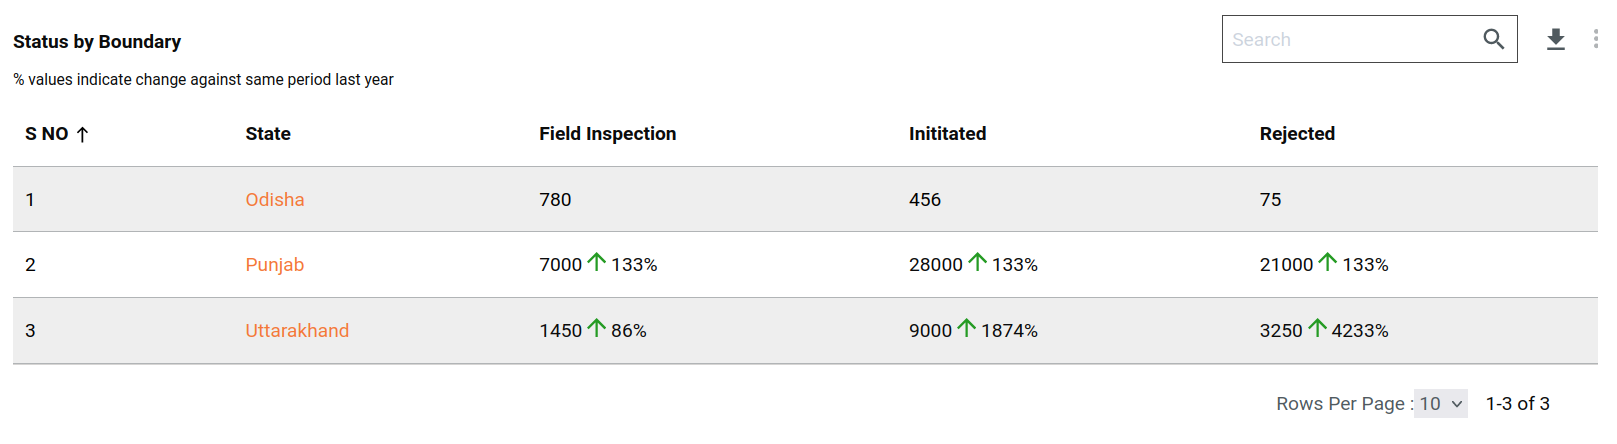 Status by Boundary
Search
% values indicate change against same period last year
S NO ↑ State Field Inspection Inititated Rejected
1 Odisha 780 456 75
2 Punjab 7000 ↑ 133% 28000 ↑ 133% 21000 ↑ 133%
3 Uttarakhand 1450 ↑ 86% 9000 ↑ 1874% 3250 ↑ 4233%
Rows Per Page : 10 1-3 of 3